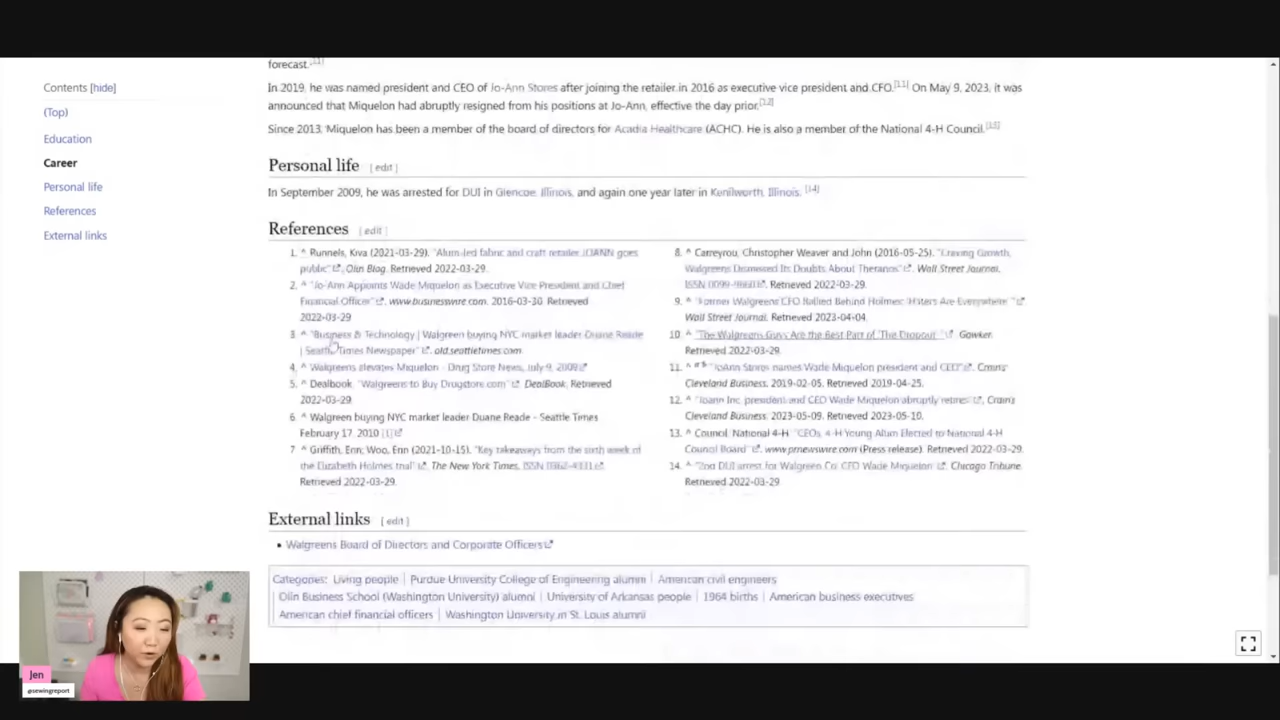 Contents [hide]
(Top)
Education
Career
Personal life
References
External links
forecast.[11]
In 2019, he was named president and CEO of Jo-Ann Stores after joining the retailer in 2016 as executive vice president and CFO.[11] On May 9, 2023, it was
announced that Miquelon had abruptly resigned from his positions at Jo-Ann, effective the day prior.[12]
Since 2013, Miquelon has been a member of the board of directors for Acadia Healthcare (ACHC). He is also a member of the National 4-H Council.[13]
Personal life [ edit ]
In September 2009, he was arrested for DUI in Glencoe, Illinois, and again one year later in Kenilworth, Illinois. [14]
References [ edit ]
1. ^ Runnels, Kiva (2021-03-29). "Alum-led fabric and craft retailer JOANN goes
public". Olin Blog. Retrieved 2022-03-29.
2. ^ "Jo-Ann Appoints Wade Miquelon as Executive Vice President and Chief
Financial Officer". www.businesswire.com. 2016-03-30. Retrieved
2022-03-29
3. ^ "Business & Technology | Walgreen buying NYC market leader Duane Reade
| Seattle Times Newspaper". old.seattletimes.com
4. ^ Walgreens elevates Miquelon - Drug Store News, July 9, 2009
5. ^ Dealbook. "Walgreens to Buy Drugstore.com". DealBook. Retrieved
2022-03-29.
6. ^ Walgreen buying NYC market leader Duane Reade - Seattle Times
February 17, 2010 [1]
7. ^ Griffith, Erin; Woo, Erin (2021-10-15). "Key takeaways from the sixth week of
the Elizabeth Holmes trial". The New York Times. ISSN 0362-4331.
Retrieved 2022-03-29.
8. ^ Carreyrou, Christopher Weaver and John (2016-05-25). "Craving Growth,
Walgreens Dismissed Its Doubts About Theranos". Wall Street Journal.
ISSN 0099-9660. Retrieved 2022-03-29.
9. ^ "Former Walgreens CFO Rallied Behind Holmes: 'Haters Are Everywhere'"
Wall Street Journal. Retrieved 2023-04-04.
10. ^ "The Walgreens Guys Are the Best Part of 'The Dropout'". Gawker.
Retrieved 2022-03-29.
11. ^ a b "JoAnn Stores names Wade Miquelon president and CEO". Crain's
Cleveland Business. 2019-02-05. Retrieved 2019-04-25.
12. ^ "Joann Inc. president and CEO Wade Miquelon abruptly retires". Crain's
Cleveland Business. 2023-05-09. Retrieved 2023-05-10.
13. ^ Council, National 4-H. "CEOs, 4-H Young Alum Elected to National 4-H
Council Board". www.prnewswire.com (Press release). Retrieved 2022-03-29.
14. ^ "2nd DUI arrest for Walgreen Co. CFO Wade Miquelon". Chicago Tribune.
Retrieved 2022-03-29.
External links [ edit ]
• Walgreens Board of Directors and Corporate Officers
Categories: Living people | Purdue University College of Engineering alumni | American civil engineers
| Olin Business School (Washington University) alumni | University of Arkansas people | 1964 births | American business executives
| American chief financial officers | Washington University in St. Louis alumni
Jen
@sewingreport